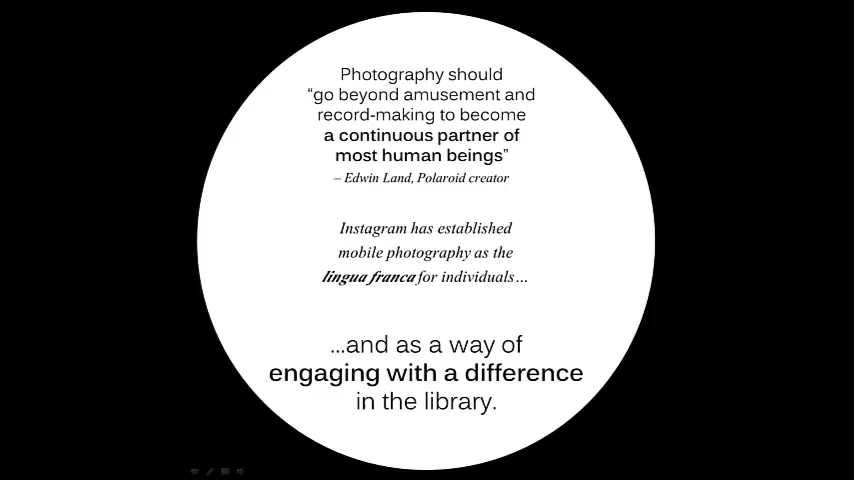 Photography should
“go beyond amusement and
record-making to become
a continuous partner of
most human beings”
– Edwin Land, Polaroid creator
Instagram has established
mobile photography as the
lingua franca for individuals…
…and as a way of
engaging with a difference
in the library.